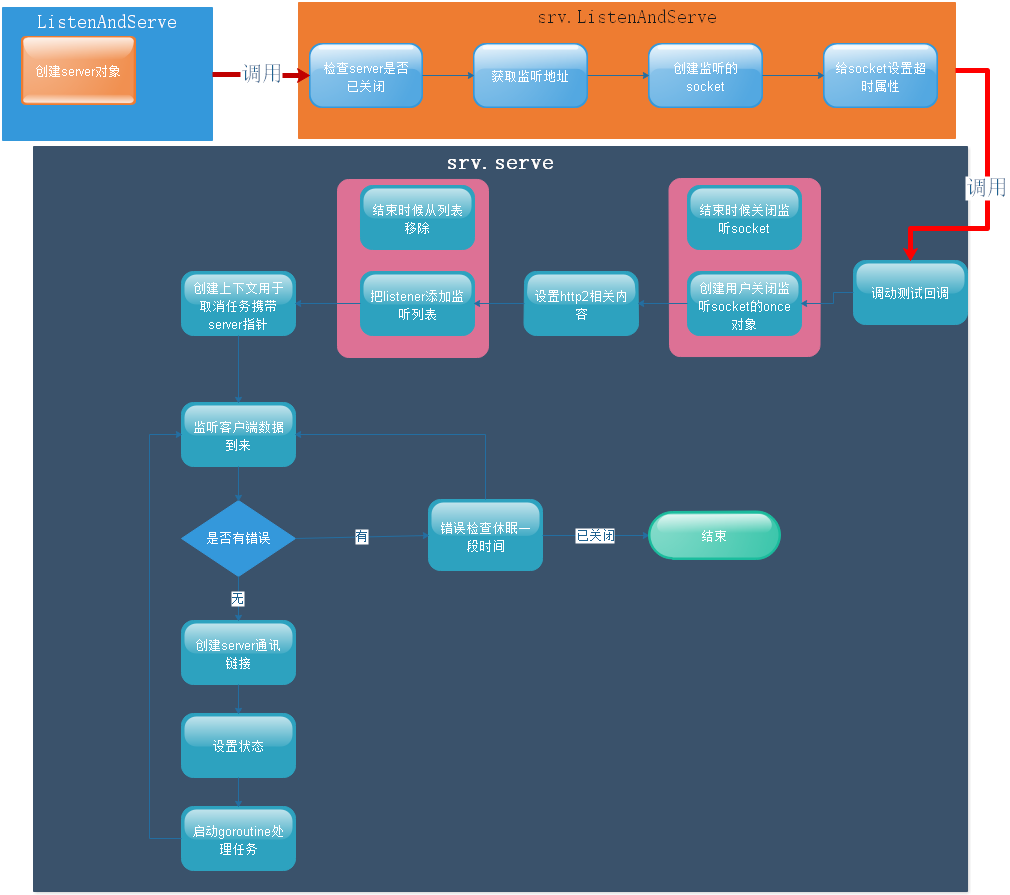 ListenAndServe
创建server对象
调用
srv.ListenAndServe
检查server是否
已关闭
获取监听地址
创建监听的
socket
给socket设置超
时属性
调用
srv.serve
结束时候从列表
移除
结束时候关闭监
听socket
创建上下文用于
取消任务携带
server指针
把listener添加监
听列表
设置http2相关内
容
创建用户关闭监
听socket的once
对象
调动测试回调
监听客户端数据
到来
是否有错误
有
错误检查休眠一
段时间
已关闭
结束
无
创建server通讯
链接
设置状态
启动goroutine处
理任务